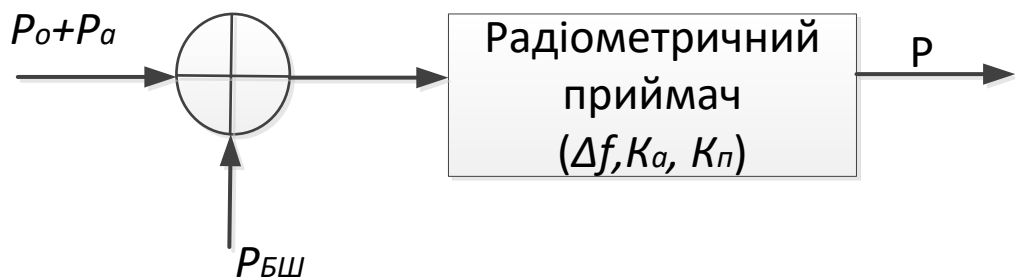 Pо+Pа
Радіометричний
приймач
(Δf,Kа, Kп)
P
PБШ